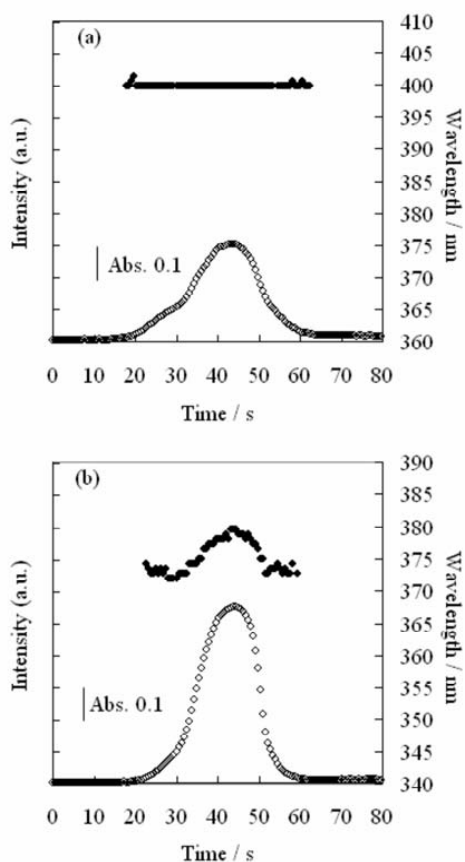 (a)
410
405
400
395
390
385
380
375
370
365
360
Intensity (a.u.)
Wavelength / nm
Abs. 0.1
0 10 20 30 40 50 60 70 80
Time / s
(b)
390
385
380
375
370
365
360
355
350
345
340
Intensity (a.u.)
Wavelength / nm
Abs. 0.1
0 10 20 30 40 50 60 70 80
Time / s